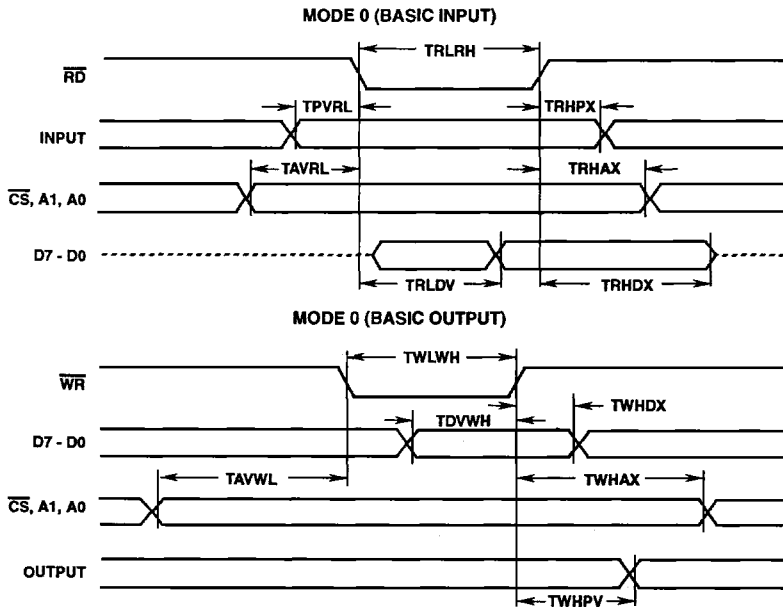 MODE 0 (BASIC INPUT)
TRLRH
RD
TPVRL
TRHPX
INPUT
TAVRL
TRHAX
CS, A1, A0
D7 - D0
TRLDV
TRHDX
MODE 0 (BASIC OUTPUT)
TWLWH
WR
TDVWH
TWHDX
D7 - D0
TAVWL
TWHAX
CS, A1, A0
OUTPUT
TWHPV